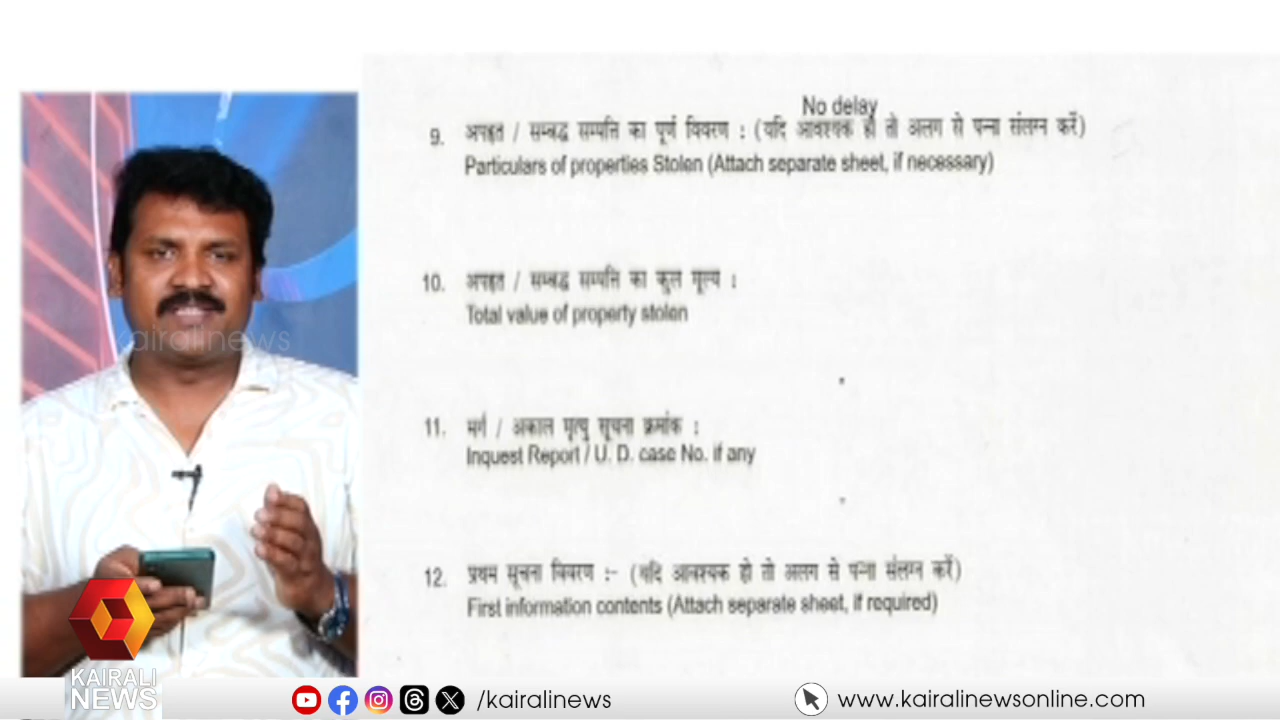 No delay
9. अपहृत / सम्बद्ध सम्पत्ति का पूर्ण विवरण : (यदि आवश्यक हो तो अलग से पन्ना संलग्न करें)
Particulars of properties Stolen (Attach separate sheet, if necessary)
10. अपहृत / सम्बद्ध सम्पत्ति का कुल मूल्य :
Total value of property stolen
11. मर्ग / अकाल मृत्यु सूचना क्रमांक :
Inquest Report / U. D. case No. if any
12. प्रथम सूचना विवरण :- (यदि आवश्यक हो तो अलग से पन्ना संलग्न करें)
First information contents (Attach separate sheet, if required)
kairalinews
KAIRALI
NEWS
/kairalinews
www.kairalinewsonline.com